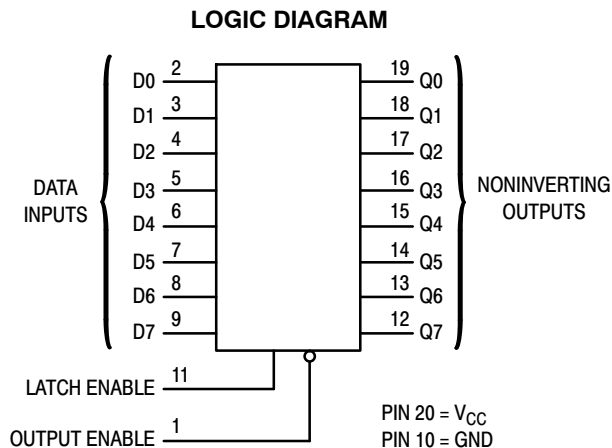 LOGIC DIAGRAM
D0 2 19 Q0
D1 3 18 Q1
D2 4 17 Q2
D3 5 16 Q3
D4 6 15 Q4
D5 7 14 Q5
D6 8 13 Q6
D7 9 12 Q7
DATA
INPUTS
NONINVERTING
OUTPUTS
LATCH ENABLE 11
OUTPUT ENABLE 1
PIN 20 = VCC
PIN 10 = GND